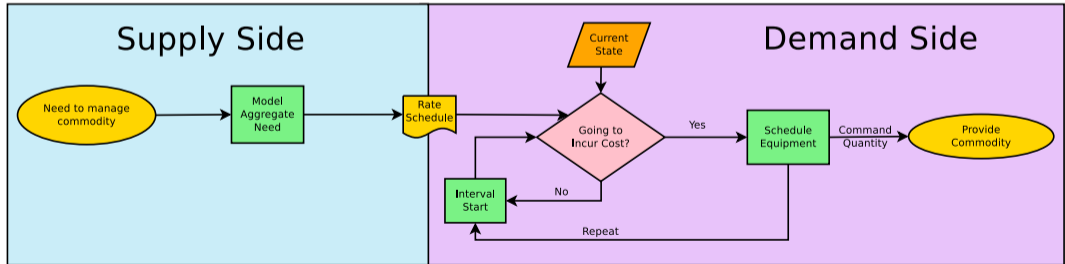 Supply Side
Demand Side
Current
State
Need to manage
commodity
Model
Aggregate
Need
Rate
Schedule
Going to
Incur Cost?
Yes
Schedule
Equipment
Command
Quantity
Provide
Commodity
No
Interval
Start
Repeat